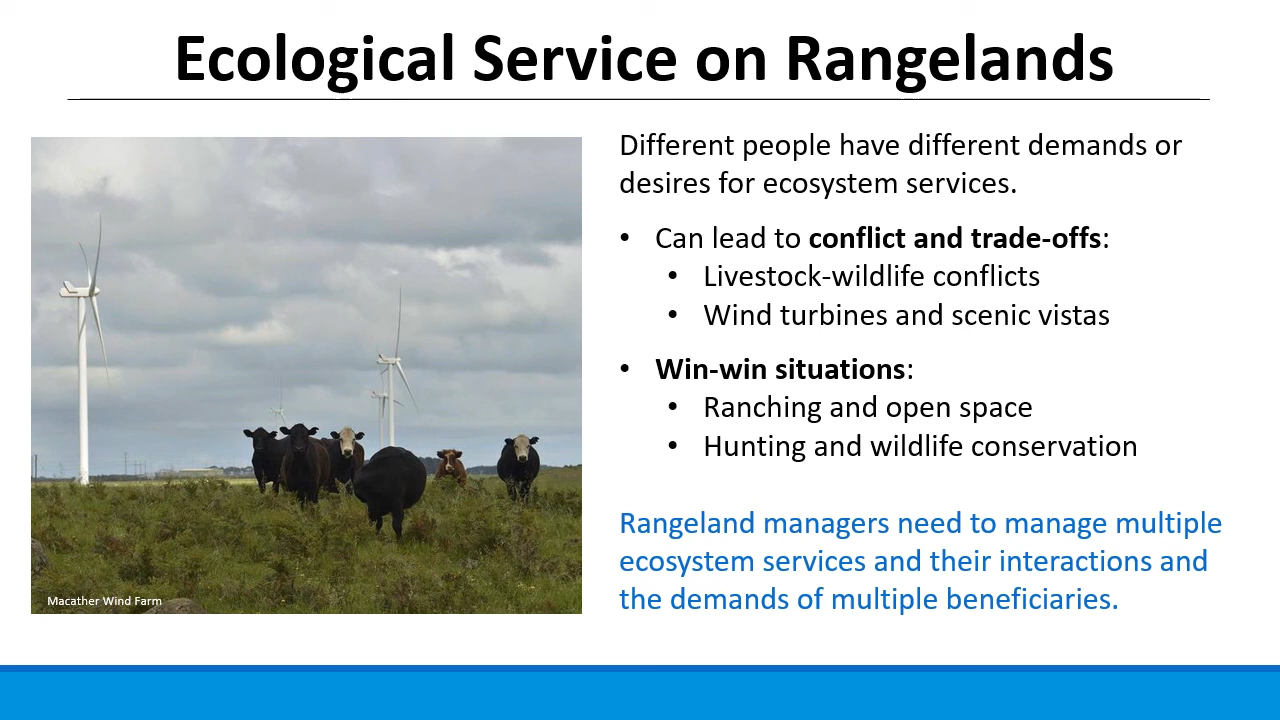 Ecological Service on Rangelands
Different people have different demands or
desires for ecosystem services.
• Can lead to conflict and trade-offs:
• Livestock-wildlife conflicts
• Wind turbines and scenic vistas
• Win-win situations:
• Ranching and open space
• Hunting and wildlife conservation
Rangeland managers need to manage multiple
ecosystem services and their interactions and
the demands of multiple beneficiaries.
Macather Wind Farm